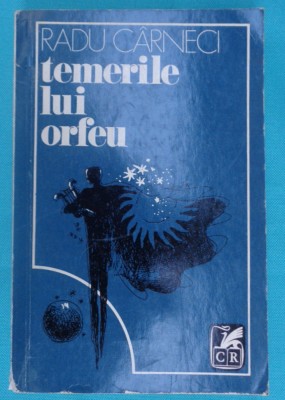 RADU CÂRNECI
temerile
lui
orfeu
CR